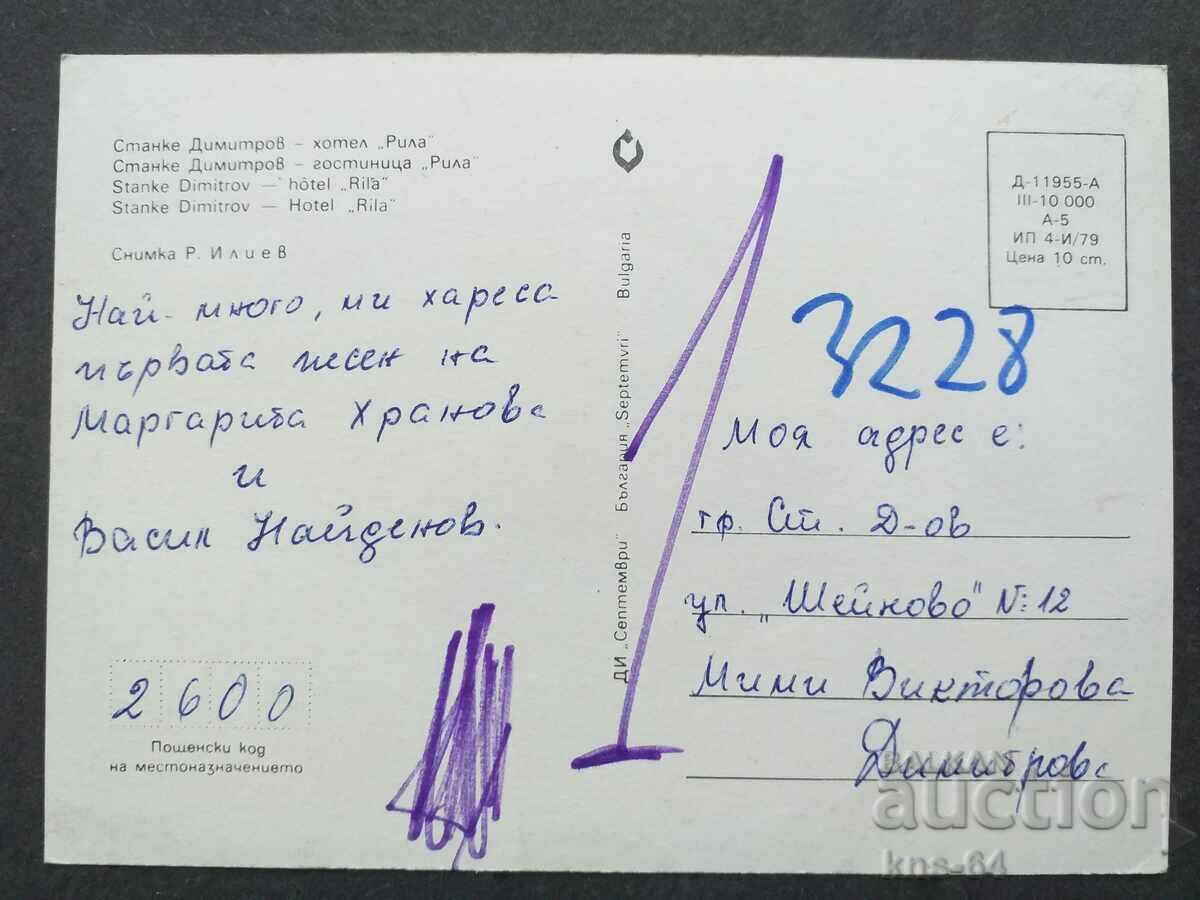 Станке Димитров – хотел „Рила“
Станке Димитров – гостиница „Рила“
Stanke Dimitrov — hôtel „Rila“
Stanke Dimitrov — Hotel „Rila“
Снимка Р. Илиев
Най-много, ми хареса
първата песен на
Маргарита Хранова
и
Васил Найденов.
2600
Пощенски код
на местоназначението
ДИ „Септември“ България „Septemvri“ Bulgaria
1
Д-11955-А
III-10 000
А-5
ИП 4-И/79
Цена 10 ст.
3228
Моя адрес е:
гр. Ст. Д-ов
ул. „Шейново“ №12
Мими Викторова
Димитрова
BALKAN
auction
kns-64